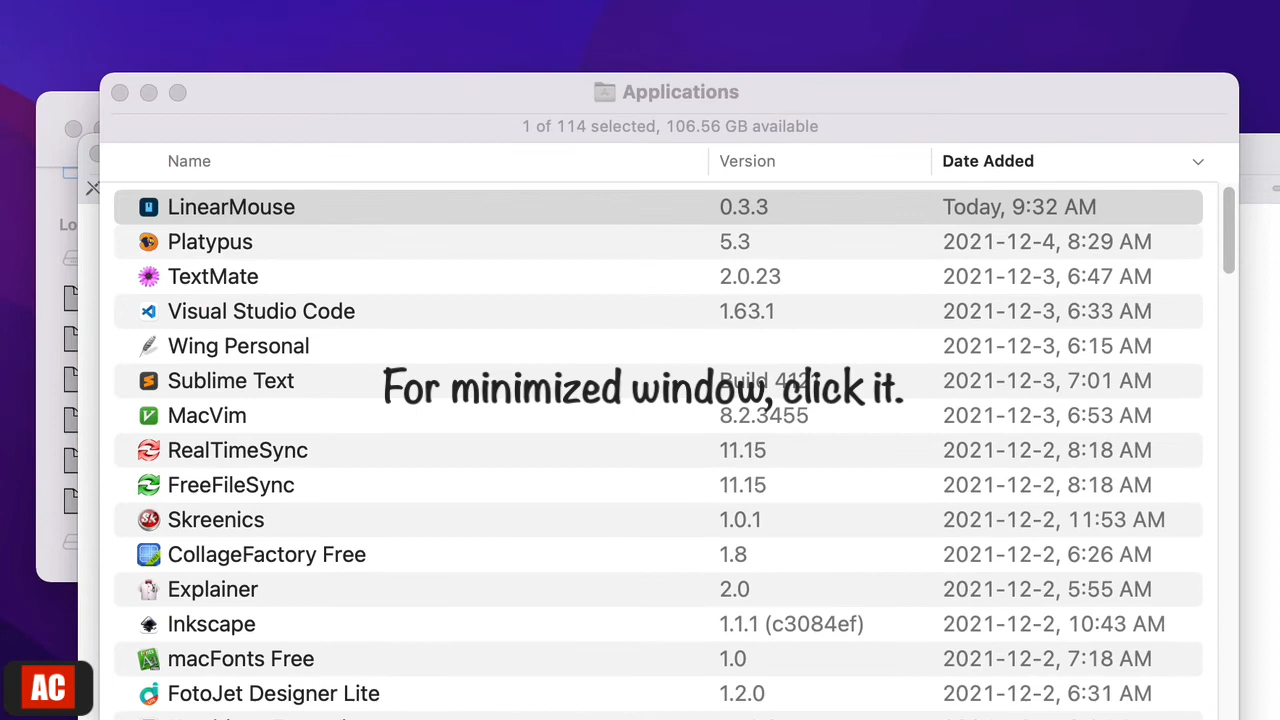 Applications
1 of 114 selected, 106.56 GB available
Name Version Date Added
LinearMouse 0.3.3 Today, 9:32 AM
Platypus 5.3 2021-12-4, 8:29 AM
TextMate 2.0.23 2021-12-3, 6:47 AM
Lo
Visual Studio Code 1.63.1 2021-12-3, 6:33 AM
Wing Personal 2021-12-3, 6:15 AM
Sublime Text Build 412 2021-12-3, 7:01 AM
For minimized window, click it.
MacVim 8.2.3455 2021-12-3, 6:53 AM
RealTimeSync 11.15 2021-12-2, 8:18 AM
FreeFileSync 11.15 2021-12-2, 8:18 AM
Skreenics 1.0.1 2021-12-2, 11:53 AM
CollageFactory Free 1.8 2021-12-2, 6:26 AM
Explainer 2.0 2021-12-2, 5:55 AM
Inkscape 1.1.1 (c3084ef) 2021-12-2, 10:43 AM
macFonts Free 1.0 2021-12-2, 7:18 AM
FotoJet Designer Lite 1.2.0 2021-12-2, 6:31 AM
AC